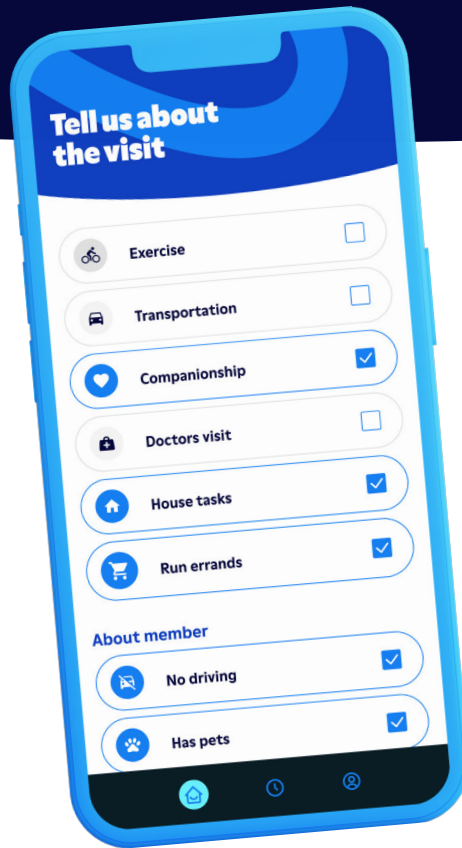 Tell us about
the visit
Exercise
Transportation
Companionship
Doctors visit
House tasks
Run errands
About member
No driving
Has pets